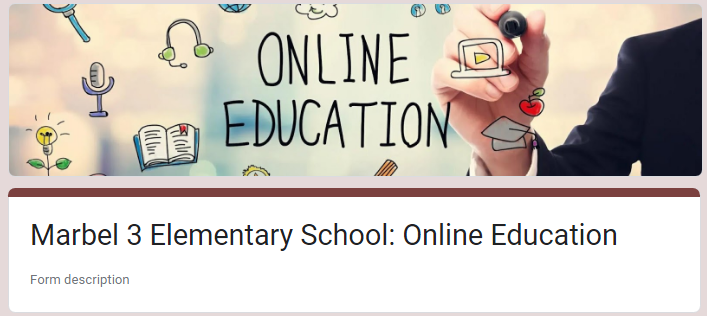 ONLINE
EDUCATION
Marbel 3 Elementary School: Online Education
Form description